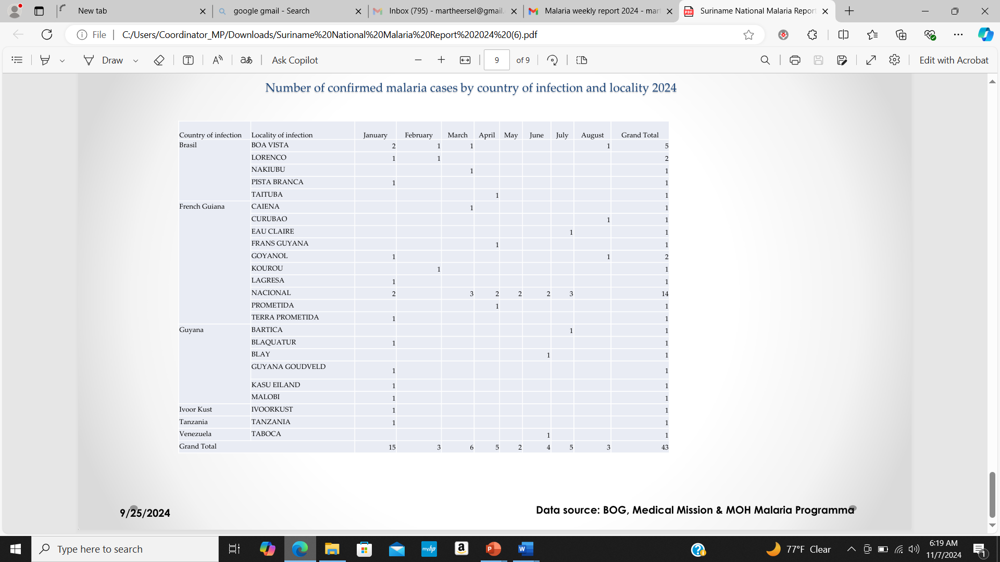 New tab
google gmail - Search
Inbox (795) - martheersel@gmail.
Malaria weekly report 2024 - mart
Suriname National Malaria Report
File
C:/Users/Coordinator_MP/Downloads/Suriname%20National%20Malaria%20Report%202024%20(6).pdf
Draw
Ask Copilot
9 of 9
Edit with Acrobat
Number of confirmed malaria cases by country of infection and locality 2024
Country of infection Locality of infection January February March April May June July August Grand Total
Brasil BOA VISTA 2 1 1 1 5
LORENCO 1 1 2
NAKIUBU 1 1
PISTA BRANCA 1 1
TAITUBA 1 1
French Guiana CAIENA 1 1
CURUBAO 1 1
EAU CLAIRE 1 1
FRANS GUYANA 1 1
GOYANOL 1 1 2
KOUROU 1 1
LAGRESA 1 1
NACIONAL 2 3 2 2 2 3 14
PROMETIDA 1 1
TERRA PROMETIDA 1 1
Guyana BARTICA 1 1
BLAQUATUR 1 1
BLAY 1 1
GUYANA GOUDVELD 1 1
KASU EILAND 1 1
MALOBI 1 1
Ivoor Kust IVOORKUST 1 1
Tanzania TANZANIA 1 1
Venezuela TABOCA 1 1
Grand Total 15 3 6 5 2 4 5 3 43
9/25/2024
Data source: BOG, Medical Mission & MOH Malaria Programma
Type here to search
77°F Clear
6:19 AM
11/7/2024
1